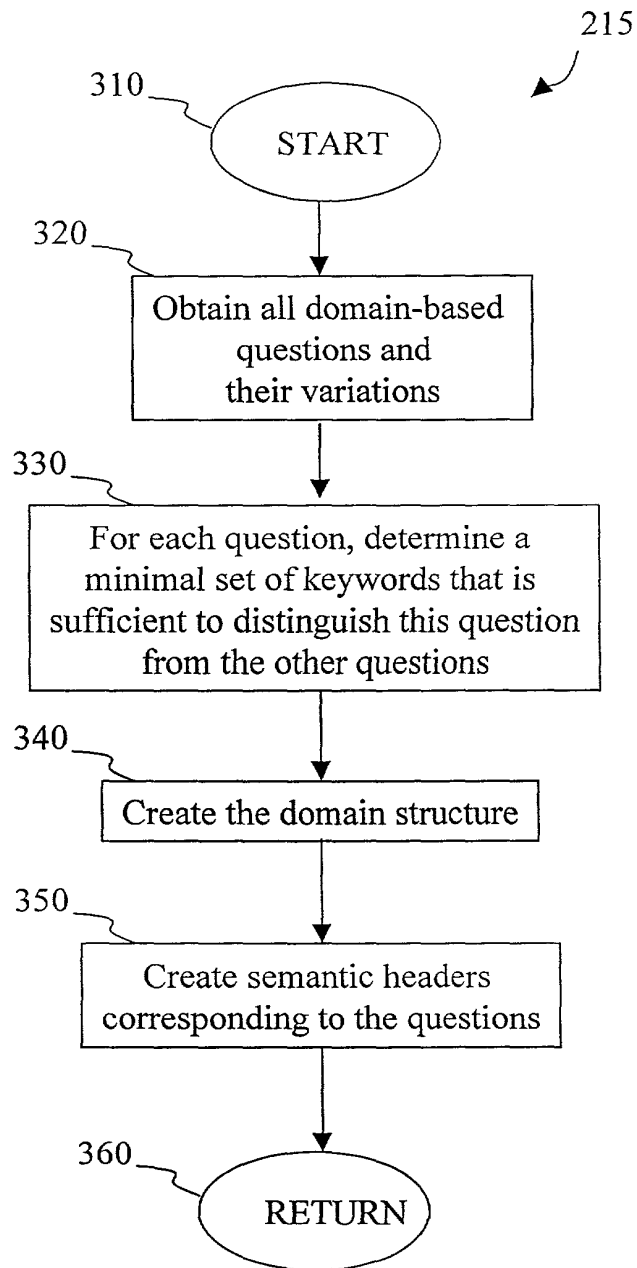 215
310
START
320
Obtain all domain-based
questions and
their variations
330
For each question, determine a
minimal set of keywords that is
sufficient to distinguish this question
from the other questions
340
Create the domain structure
350
Create semantic headers
corresponding to the questions
360
RETURN